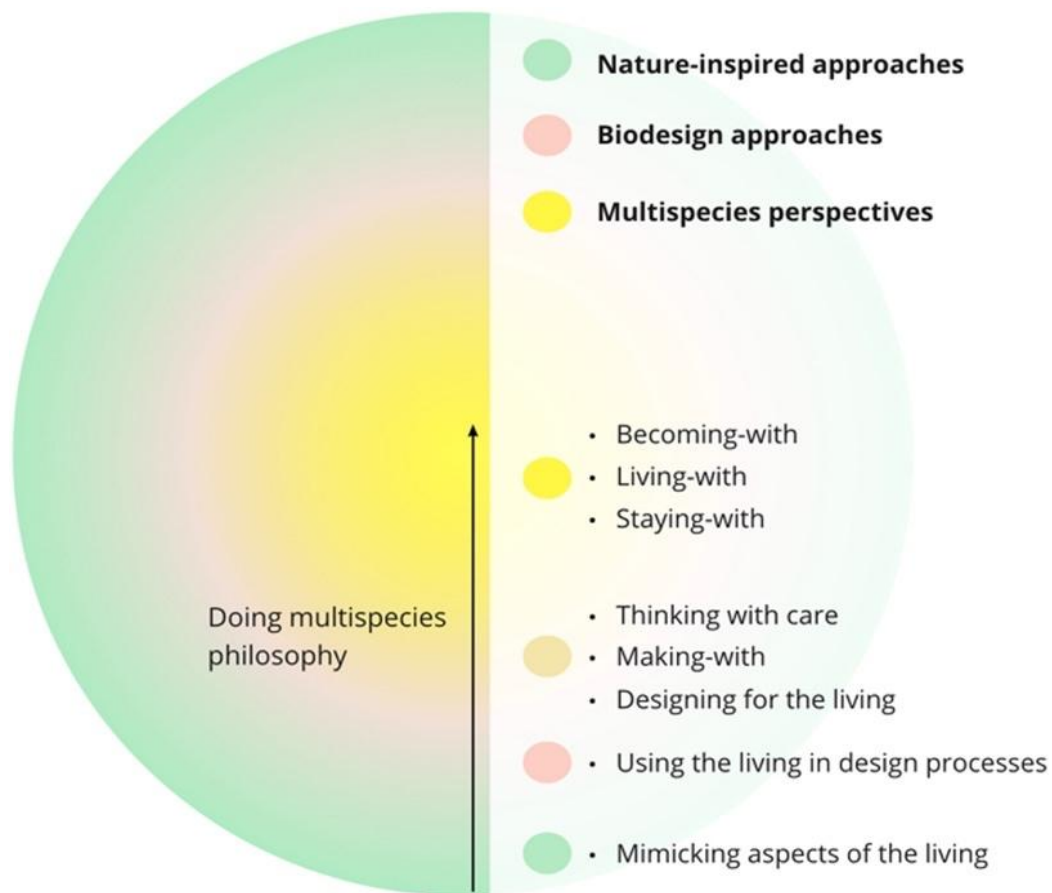 Nature-inspired approaches
Biodesign approaches
Multispecies perspectives
• Becoming-with
• Living-with
• Staying-with
Doing multispecies
philosophy
• Thinking with care
• Making-with
• Designing for the living
• Using the living in design processes
• Mimicking aspects of the living